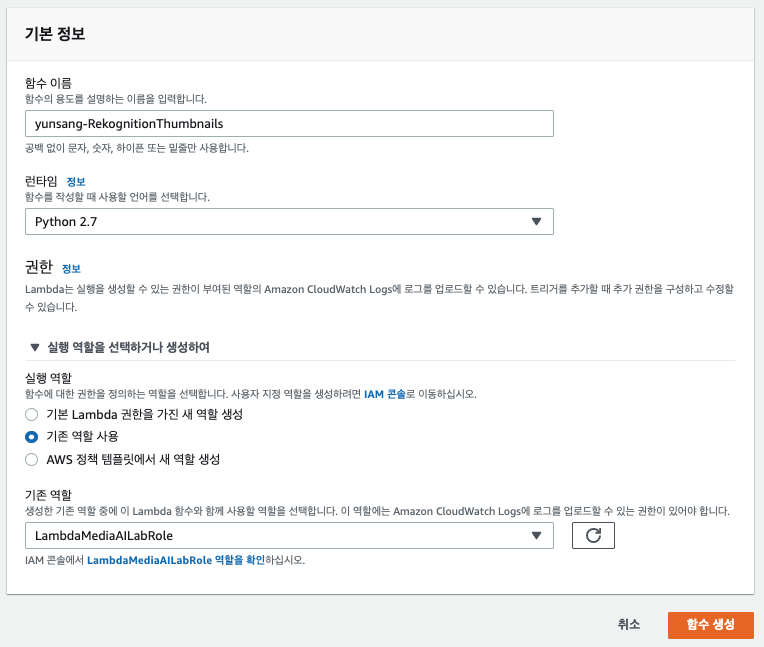 기본 정보
함수 이름
함수의 용도를 설명하는 이름을 입력합니다.
yunsang-RekognitionThumbnails
공백 없이 문자, 숫자, 하이픈 또는 밑줄만 사용합니다.
런타임 정보
함수를 작성할 때 사용할 언어를 선택합니다.
Python 2.7
권한 정보
Lambda는 실행을 생성할 수 있는 권한이 부여된 역할의 Amazon CloudWatch Logs에 로그를 업로드할 수 있습니다. 트리거를 추가할 때 추가 권한을 구성하고 수정할
수 있습니다.
실행 역할을 선택하거나 생성하여
실행 역할
함수에 대한 권한을 정의하는 역할을 선택합니다. 사용자 지정 역할을 생성하려면 IAM 콘솔로 이동하십시오.
기본 Lambda 권한을 가진 새 역할 생성
기존 역할 사용
AWS 정책 템플릿에서 새 역할 생성
기존 역할
생성한 기존 역할 중에 이 Lambda 함수와 함께 사용할 역할을 선택합니다. 이 역할에는 Amazon CloudWatch Logs에 로그를 업로드할 수 있는 권한이 있어야 합니다.
LambdaMediaAILabRole
IAM 콘솔에서 LambdaMediaAILabRole 역할을 확인하십시오.
취소
함수 생성